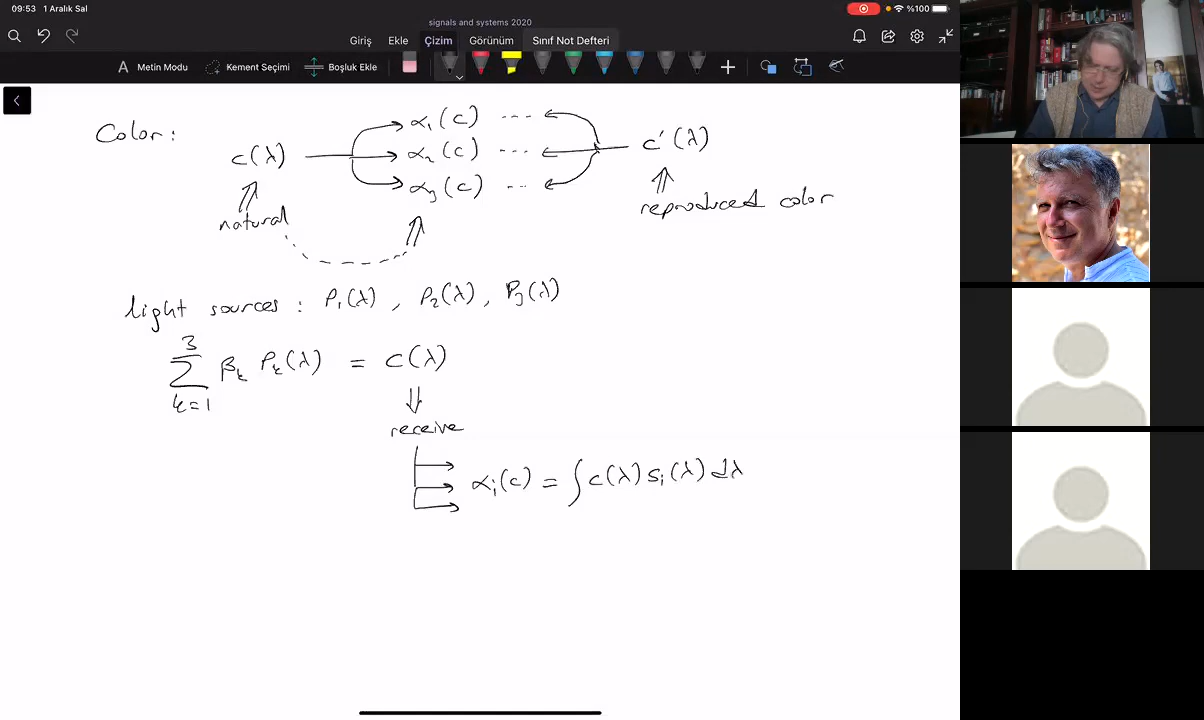 09:53 1 Aralık Sal
%100
signals and systems 2020
Giriş Ekle Çizim Görünüm Sınıf Not Defteri
Metin Modu Kement Seçimi Boşluk Ekle
Color:
α₁(c) ...
c(λ) α₂(c) ... c'(λ)
α₃(c) ...
natural reproduced color
light sources : P₁(λ) , P₂(λ) , P₃(λ)
3
∑ βₖ Pₖ(λ) = c(λ)
k=1
receive
αᵢ(c) = ∫ c(λ) sᵢ(λ) dλ